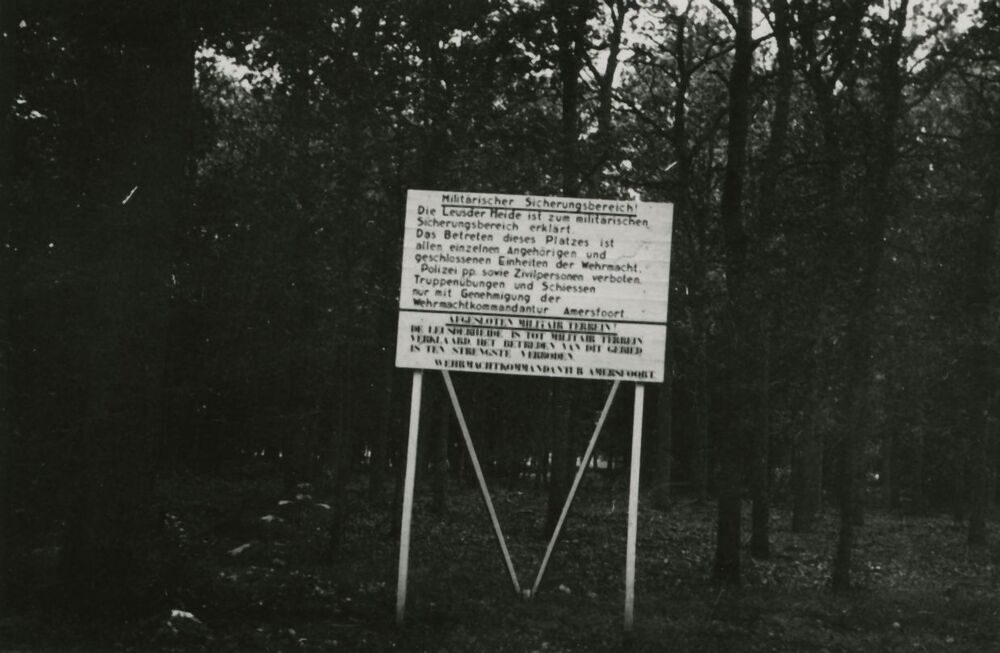 Militärischer Sicherungsbereich!
Die Leusder Heide ist zum militärischen
Sicherungsbereich erklärt.
Das Betreten dieses Platzes ist
allen einzelnen Angehörigen und
geschlossenen Einheiten der Wehrmacht,
Polizei pp. sowie Zivilpersonen verboten.
Truppenübungen und Schiessen
nur mit Genehmigung der
Wehrmachtkommandantur Amersfoort.
AFGESLOTEN MILITAIR TERREIN!
DE LEUSDERHEIDE IS TOT MILITAIR TERREIN
VERKLAARD. HET BETREDEN VAN DIT GEBIED
IS TEN STRENGSTE VERBODEN
WEHRMACHTKOMMANDANTUR AMERSFOORT.